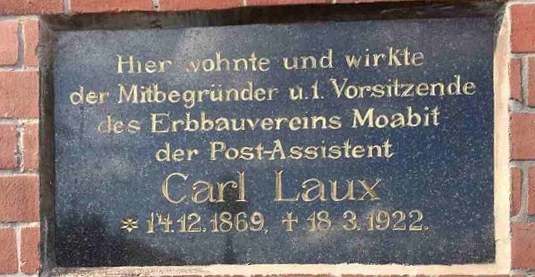 Hier wohnte und wirkte
der Mitbegründer u. 1. Vorsitzende
des Erbbauvereins Moabit
der Post-Assistent
Carl Laux
* 14.12.1869, + 18.3.1922.